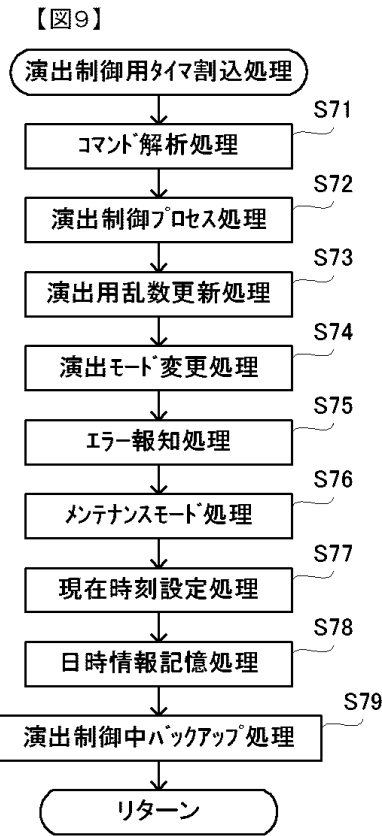 【図9】
演出制御用タイマ割込処理
S71
コマンド解析処理
S72
演出制御プロセス処理
S73
演出用乱数更新処理
S74
演出モード変更処理
S75
エラー報知処理
S76
メンテナンスモード処理
S77
現在時刻設定処理
S78
日時情報記憶処理
S79
演出制御中バックアップ処理
リターン